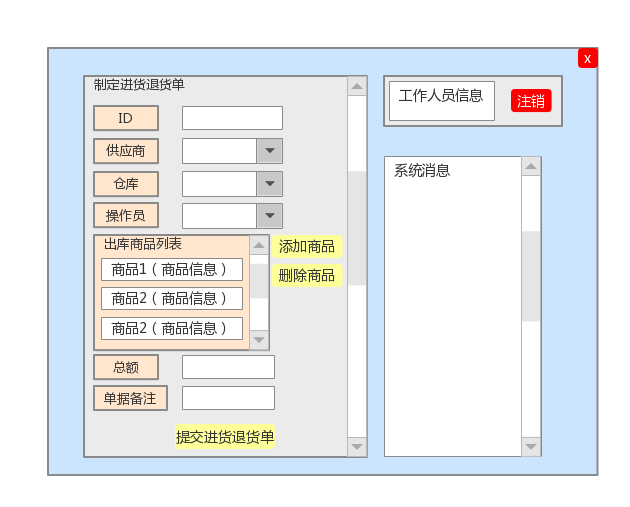 x
制定进货退货单
ID
供应商
仓库
操作员
出库商品列表
商品1（商品信息）
商品2（商品信息）
商品2（商品信息）
添加商品
删除商品
总额
单据备注
提交进货退货单
工作人员信息
注销
系统消息